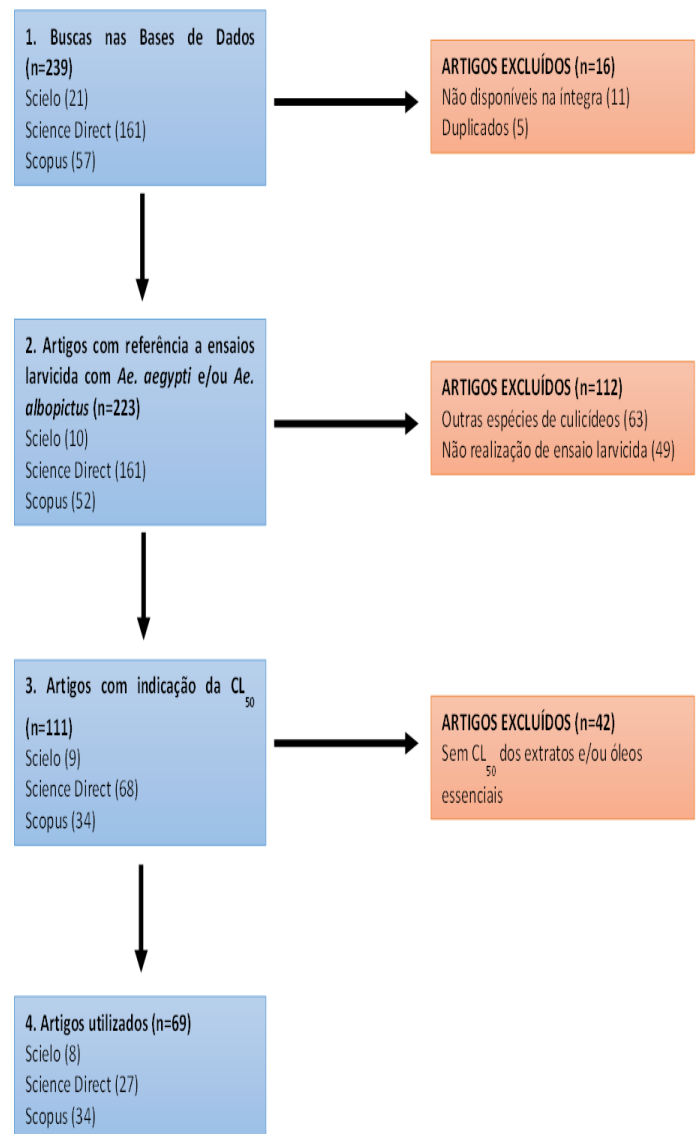 1. Buscas nas Bases de Dados
(n=239)
Scielo (21)
Science Direct (161)
Scopus (57)
ARTIGOS EXCLUÍDOS (n=16)
Não disponíveis na íntegra (11)
Duplicados (5)
2. Artigos com referência a ensaios
larvicida com Ae. aegypti e/ou Ae.
albopictus (n=223)
Scielo (10)
Science Direct (161)
Scopus (52)
ARTIGOS EXCLUÍDOS (n=112)
Outras espécies de culicídeos (63)
Não realização de ensaio larvicida (49)
3. Artigos com indicação da CL50
(n=111)
Scielo (9)
Science Direct (68)
Scopus (34)
ARTIGOS EXCLUÍDOS (n=42)
Sem CL50 dos extratos e/ou óleos
essenciais
4. Artigos utilizados (n=69)
Scielo (8)
Science Direct (27)
Scopus (34)